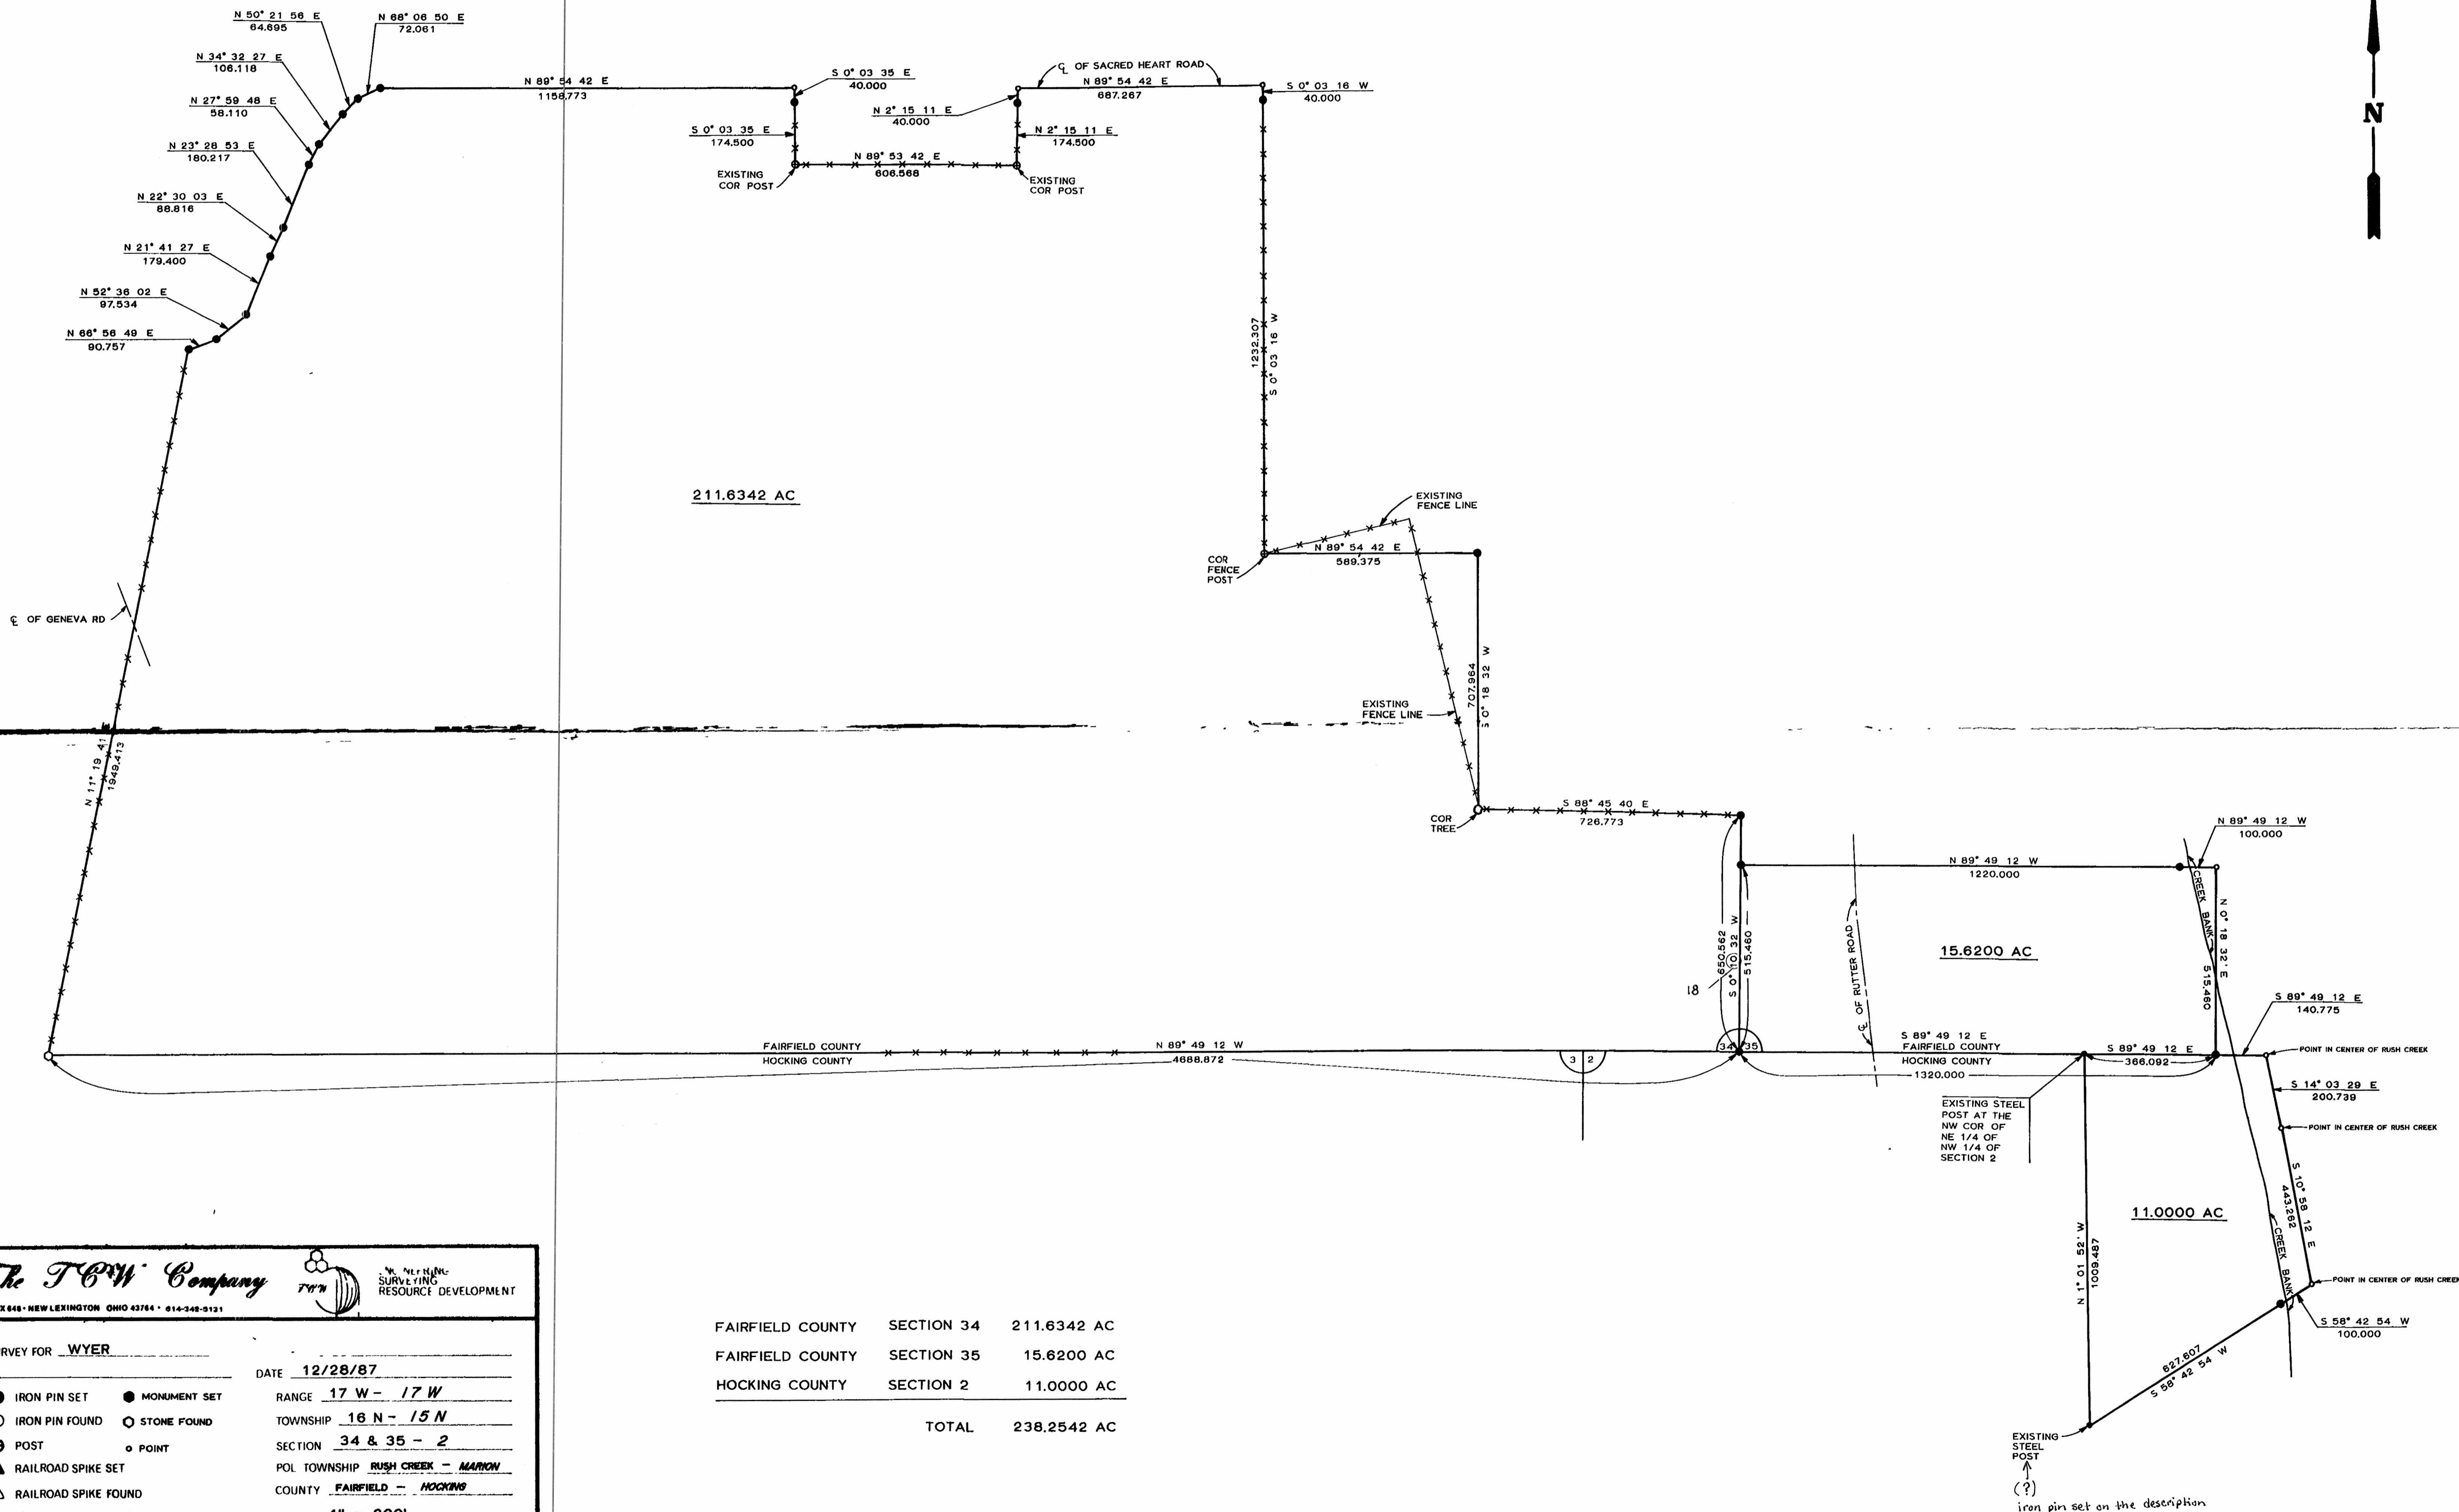 N 50° 21 56 E
64.695
N 68° 06 50 E
72.061
N 34° 32 27 E
106.118
N 27° 59 48 E
58.110
N 23° 28 53 E
180.217
N 22° 30 03 E
88.816
N 21° 41 27 E
179.400
N 52° 36 02 E
97.534
N 66° 56 49 E
90.757
N 89° 54 42 E
1158.773
S 0° 03 35 E
40.000
S 0° 03 35 E
174.500
EXISTING
COR POST
N 89° 53 42 E
606.568
N 2° 15 11 E
40.000
N 2° 15 11 E
174.500
EXISTING
COR POST
℄ OF SACRED HEART ROAD
N 89° 54 42 E
687.267
S 0° 03 16 W
40.000
N
1232.307
S 0° 03 16 W
211.6342 AC
EXISTING
FENCE LINE
N 89° 54 42 E
589.375
COR
FENCE
POST
℄ OF GENEVA RD
707.964
S 0° 18 32 W
EXISTING
FENCE LINE
N 11° 19 41
1949.413
COR
TREE
S 88° 45 40 E
726.773
N 89° 49 12 W
1220.000
N 89° 49 12 W
100.000
CREEK BANK
N 0° 18 32' E
515.460
650.562
S 0° 10 32 W
515.460
18
℄ OF RUTTER ROAD
15.6200 AC
S 89° 49 12 E
140.775
FAIRFIELD COUNTY
HOCKING COUNTY
N 89° 49 12 W
4688.872
3 2
34 35
S 89° 49 12 E
FAIRFIELD COUNTY
HOCKING COUNTY
1320.000
S 89° 49 12 E
366.092
POINT IN CENTER OF RUSH CREEK
S 14° 03 29 E
200.739
POINT IN CENTER OF RUSH CREEK
EXISTING STEEL
POST AT THE
NW COR OF
NE 1/4 OF
NW 1/4 OF
SECTION 2
S 10° 58 12 E
443.262
11.0000 AC
CREEK BANK
N 1° 01 52' W
1009.487
POINT IN CENTER OF RUSH CREEK
S 58° 42 54 W
100.000
627.607
S 58° 42 54 W
EXISTING
STEEL
POST
(?)
iron pin set on the description
he TCW Company
X 648 • NEW LEXINGTON OHIO 43764 • 614-342-5131
TCW
SURVEYING
RESOURCE DEVELOPMENT
RVEY FOR WYER
DATE 12/28/87
IRON PIN SET
MONUMENT SET
RANGE 17 W - 17 W
IRON PIN FOUND
STONE FOUND
TOWNSHIP 16 N - 15 N
POST
POINT
SECTION 34 & 35 - 2
RAILROAD SPIKE SET
POL TOWNSHIP RUSH CREEK - MARION
RAILROAD SPIKE FOUND
COUNTY FAIRFIELD - HOCKING
FAIRFIELD COUNTY SECTION 34 211.6342 AC
FAIRFIELD COUNTY SECTION 35 15.6200 AC
HOCKING COUNTY SECTION 2 11.0000 AC
TOTAL 238.2542 AC